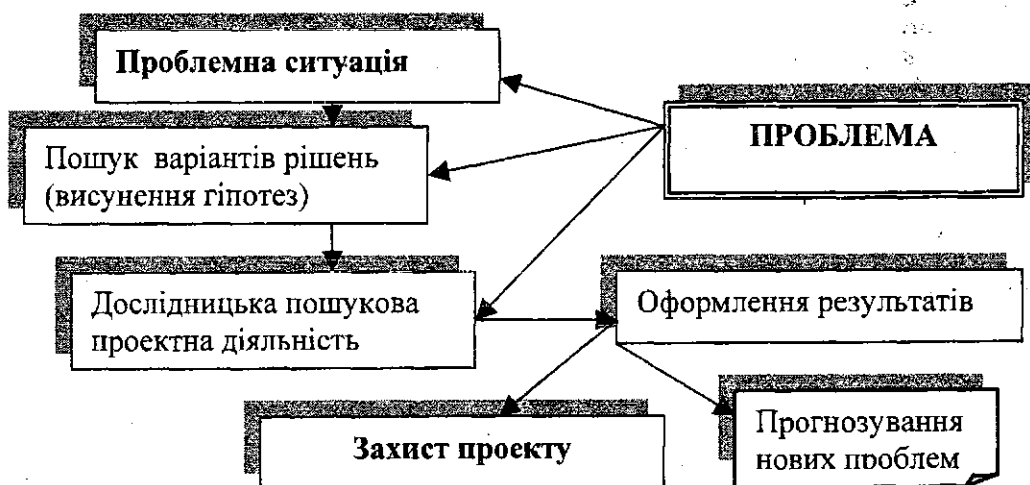 Проблемна ситуація
ПРОБЛЕМА
Пошук варіантів рішень
(висунення гіпотез)
Дослідницька пошукова
проектна діяльність
Оформлення результатів
Захист проекту
Прогнозування
нових проблем